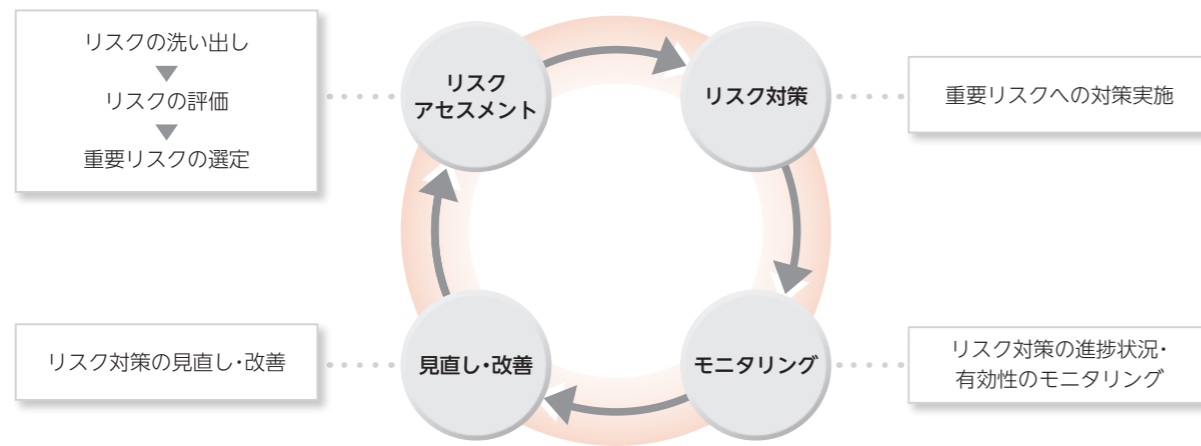 リスクの洗い出し
リスクの評価
重要リスクの選定
リスク
アセスメント
リスク対策
重要リスクへの対策実施
リスク対策の見直し・改善
見直し・改善
モニタリング
リスク対策の進捗状況・
有効性のモニタリング